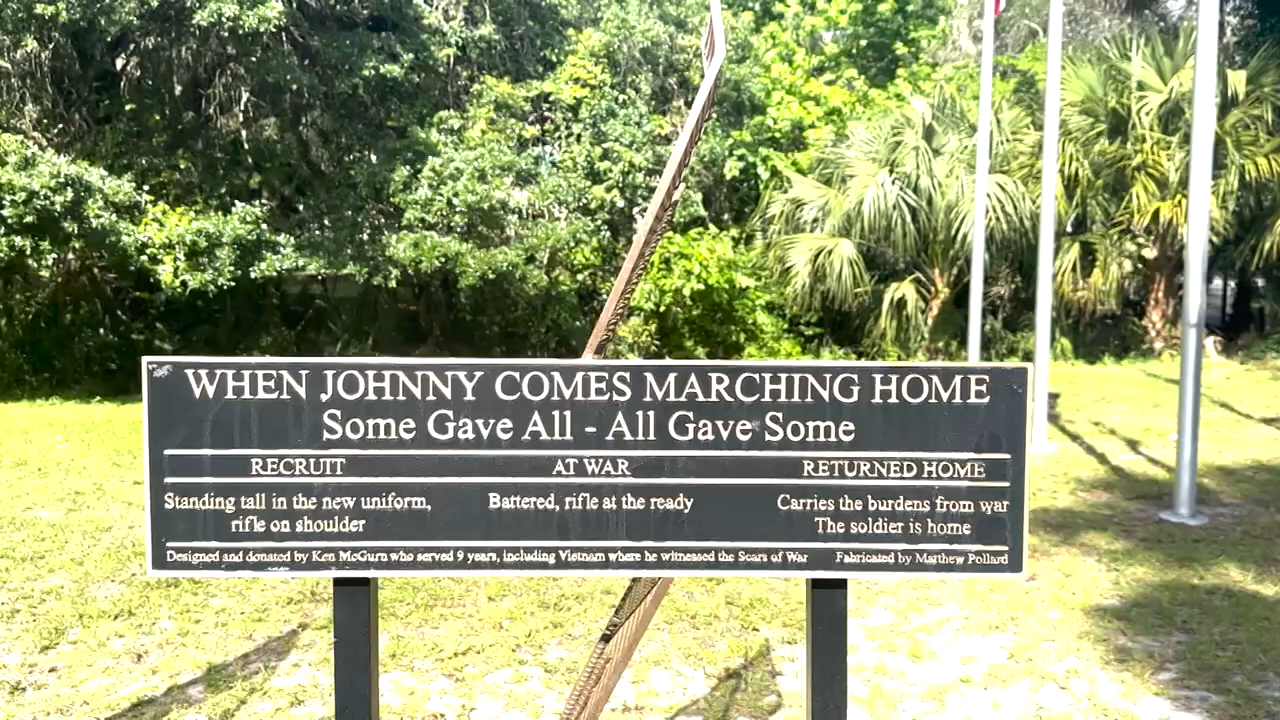 WHEN JOHNNY COMES MARCHING HOME
Some Gave All - All Gave Some
RECRUIT AT WAR RETURNED HOME
Standing tall in the new uniform, Battered, rifle at the ready Carries the burdens from war
rifle on shoulder The soldier is home
Designed and donated by Ken McGurn who served 9 years, including Vietnam where he witnessed the Scars of War Fabricated by Matthew Pollard